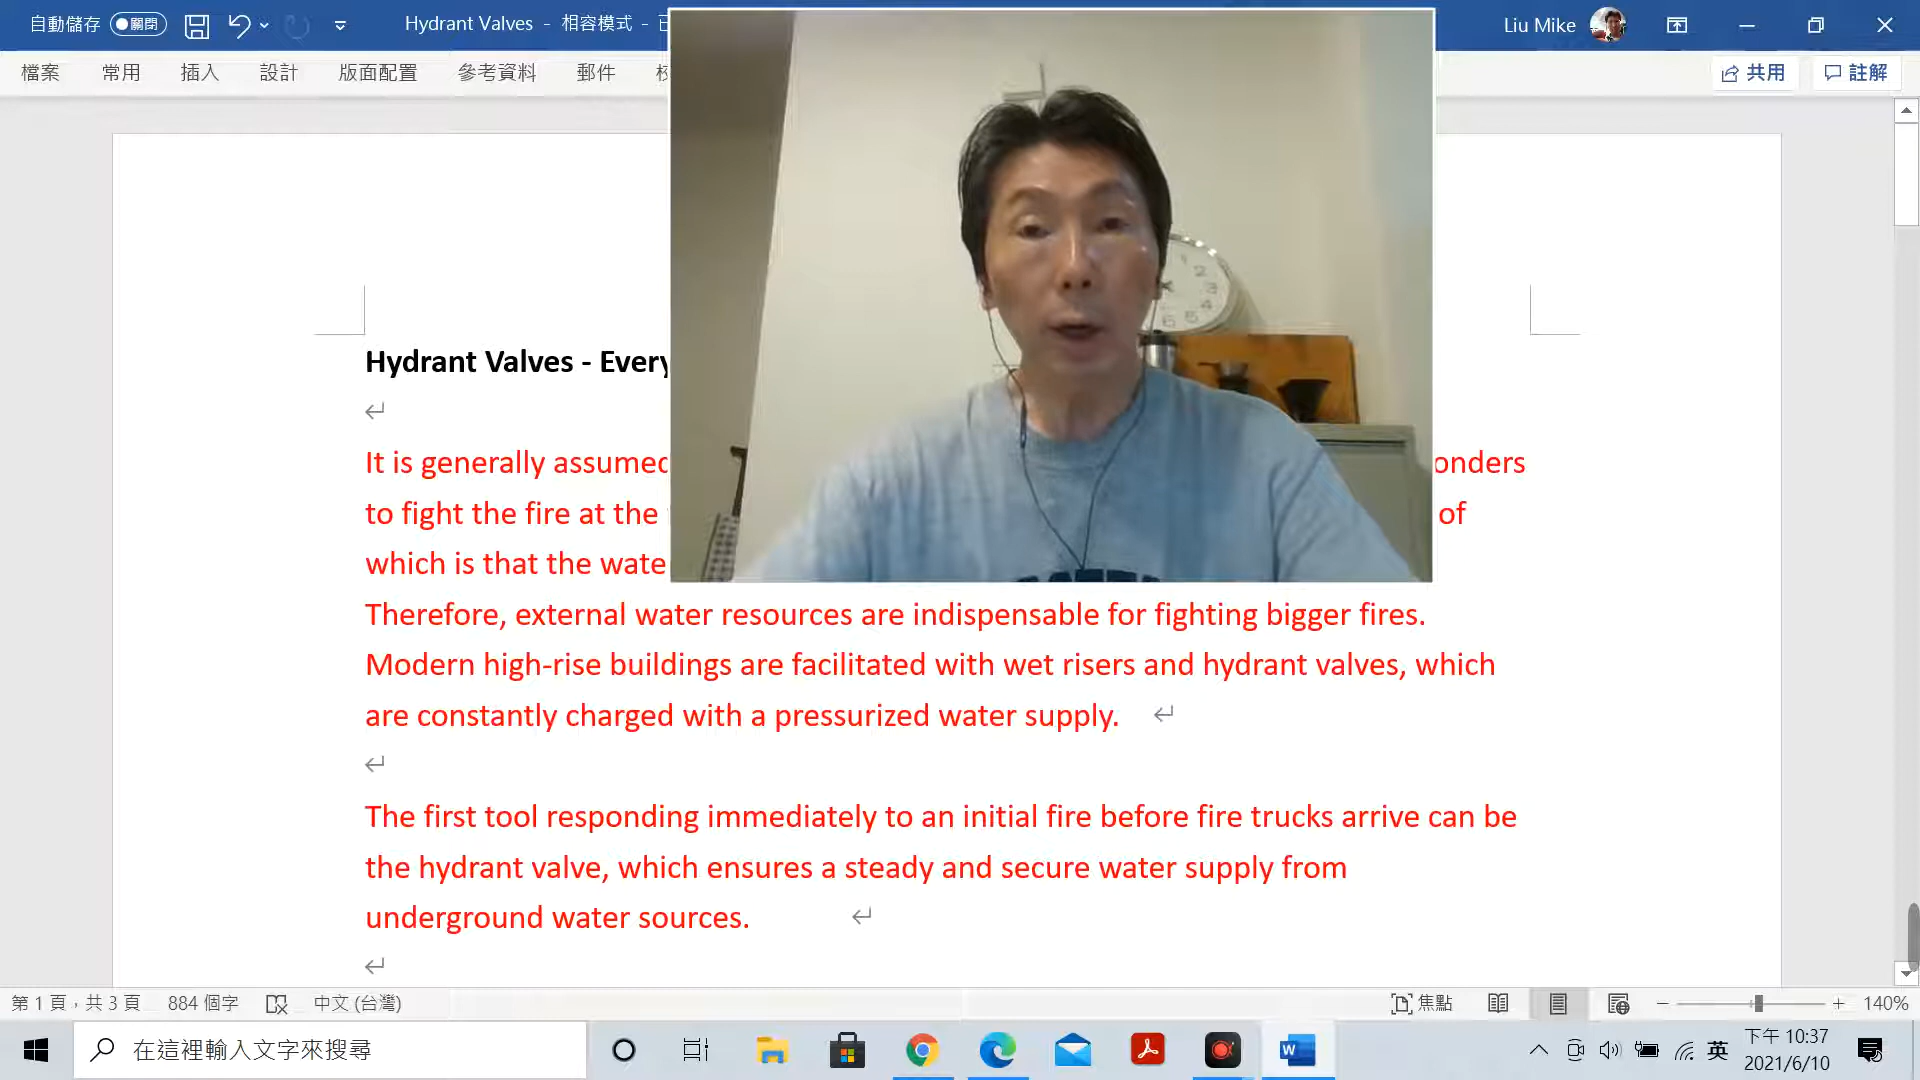 自動儲存 關閉 Hydrant Valves - 相容模式 - Liu Mike
檔案 常用 插入 設計 版面配置 參考資料 郵件 共用 註解
Hydrant Valves - Every
It is generally assumed onders
to fight the fire at the of
which is that the wate
Therefore, external water resources are indispensable for fighting bigger fires.
Modern high-rise buildings are facilitated with wet risers and hydrant valves, which
are constantly charged with a pressurized water supply.
The first tool responding immediately to an initial fire before fire trucks arrive can be
the hydrant valve, which ensures a steady and secure water supply from
underground water sources.
第 1 頁，共 3 頁 884 個字 中文 (台灣) 焦點 140%
在這裡輸入文字來搜尋 英 下午 10:37
2021/6/10